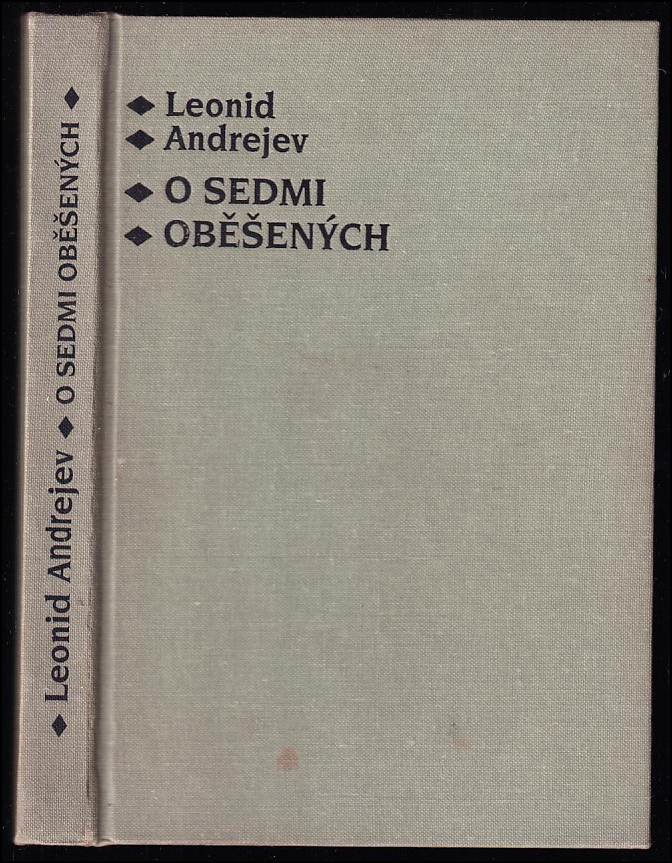 ◆ Leonid
◆ Andrejev
◆ O SEDMI
◆ OBĚŠENÝCH
◆ Leonid Andrejev ◆ O SEDMI OBĚŠENÝCH ◆